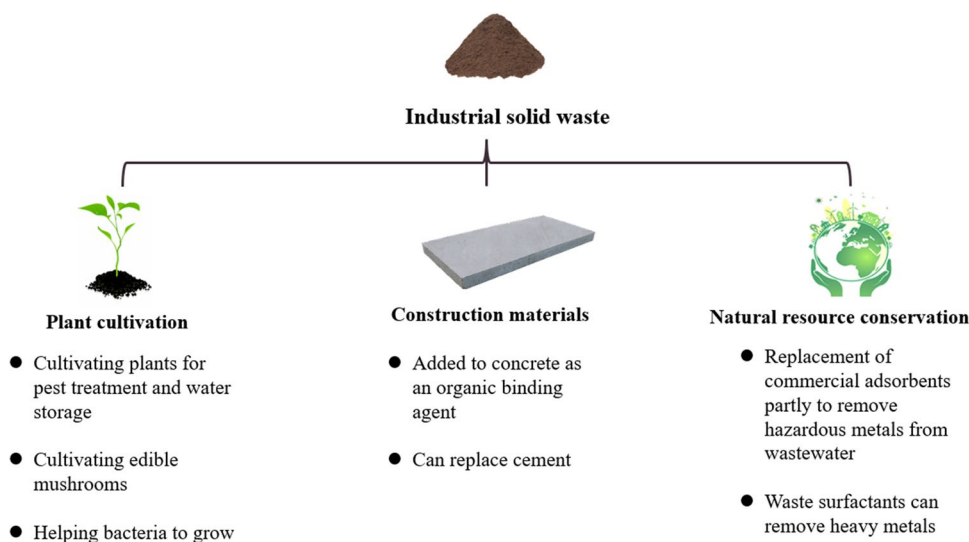 Industrial solid waste
Plant cultivation
● Cultivating plants for
pest treatment and water
storage
● Cultivating edible
mushrooms
● Helping bacteria to grow
Construction materials
● Added to concrete as
an organic binding
agent
● Can replace cement
Natural resource conservation
● Replacement of
commercial adsorbents
partly to remove
hazardous metals from
wastewater
● Waste surfactants can
remove heavy metals